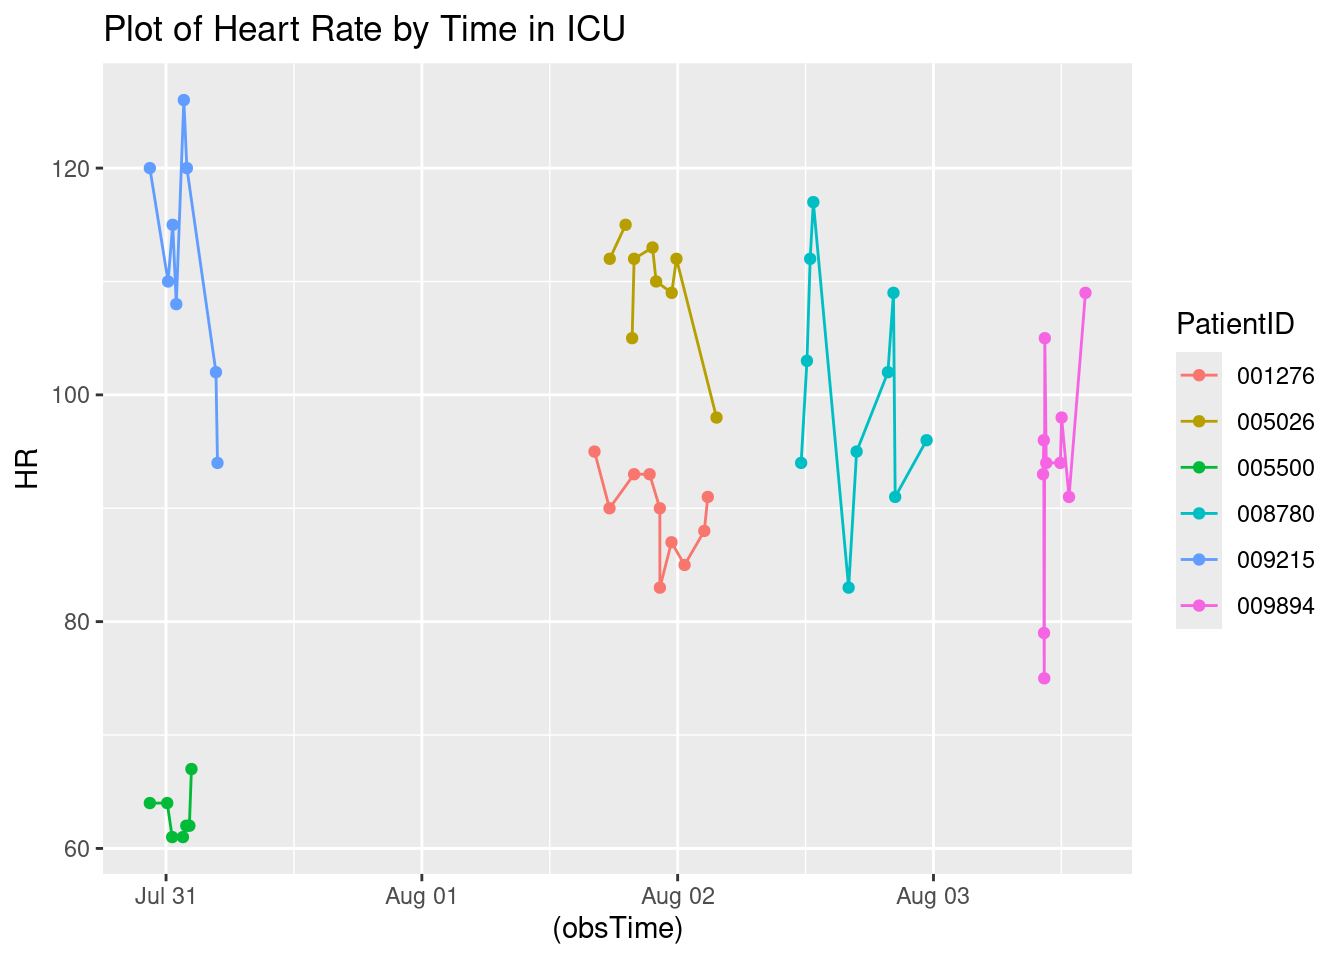 Plot of Heart Rate by Time in ICU
120
100
80
60
HR
Jul 31
Aug 01
Aug 02
Aug 03
(obsTime)
PatientID
001276
005026
005500
008780
009215
009894